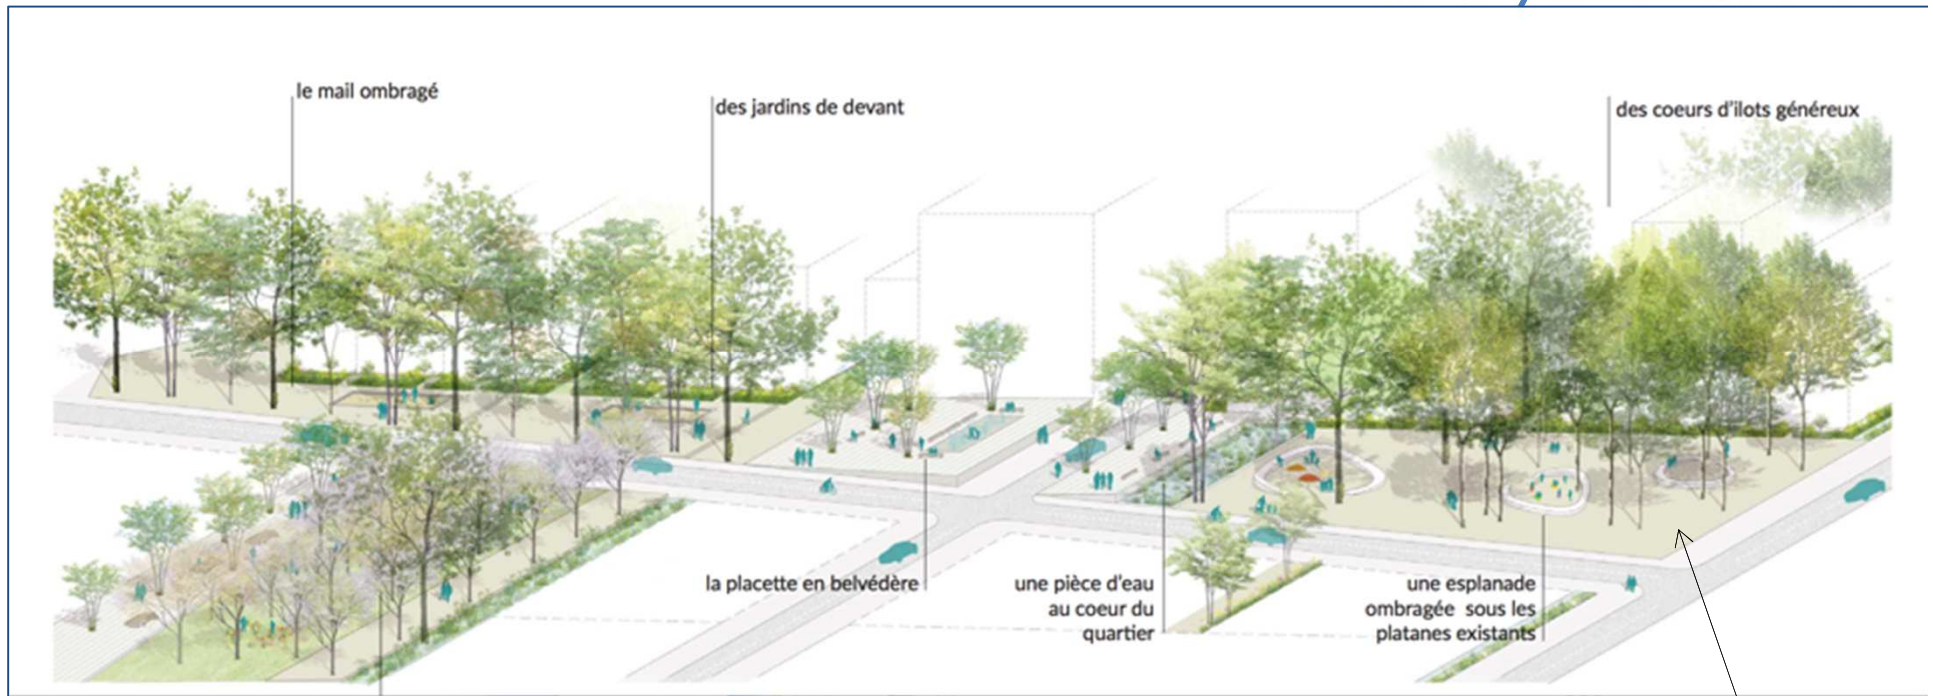 le mail ombragé
des jardins de devant
des coeurs d'ilots généreux
la placette en belvédère
une pièce d'eau
au coeur du
quartier
une esplanade
ombragée sous les
platanes existants